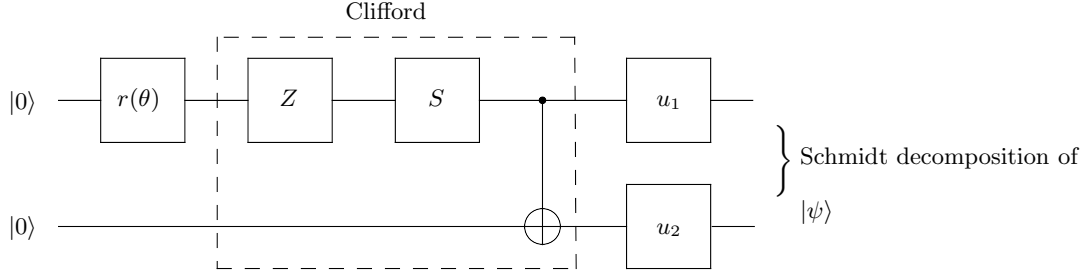 Clifford
|0⟩ r(θ) Z S u₁
Schmidt decomposition of
|ψ⟩
|0⟩ u₂